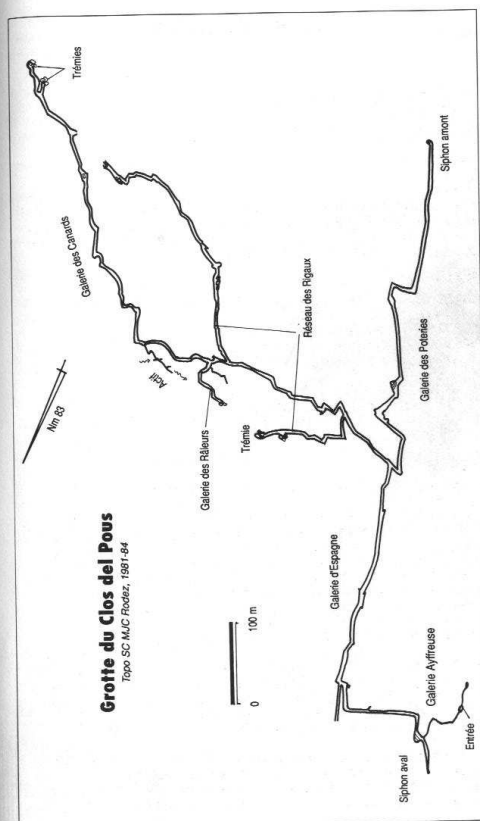 Grotte du Clos del Pous
Topo SC MJC Rodez, 1981-84
Nm 83
0 100 m
Trémies
Galerie des Canards
Actif
Galerie des Râleurs
Réseau des Rigaux
Trémie
Galerie des Poteries
Siphon amont
Galerie d'Espagne
Galerie Ayffreuse
Siphon aval
Entrée